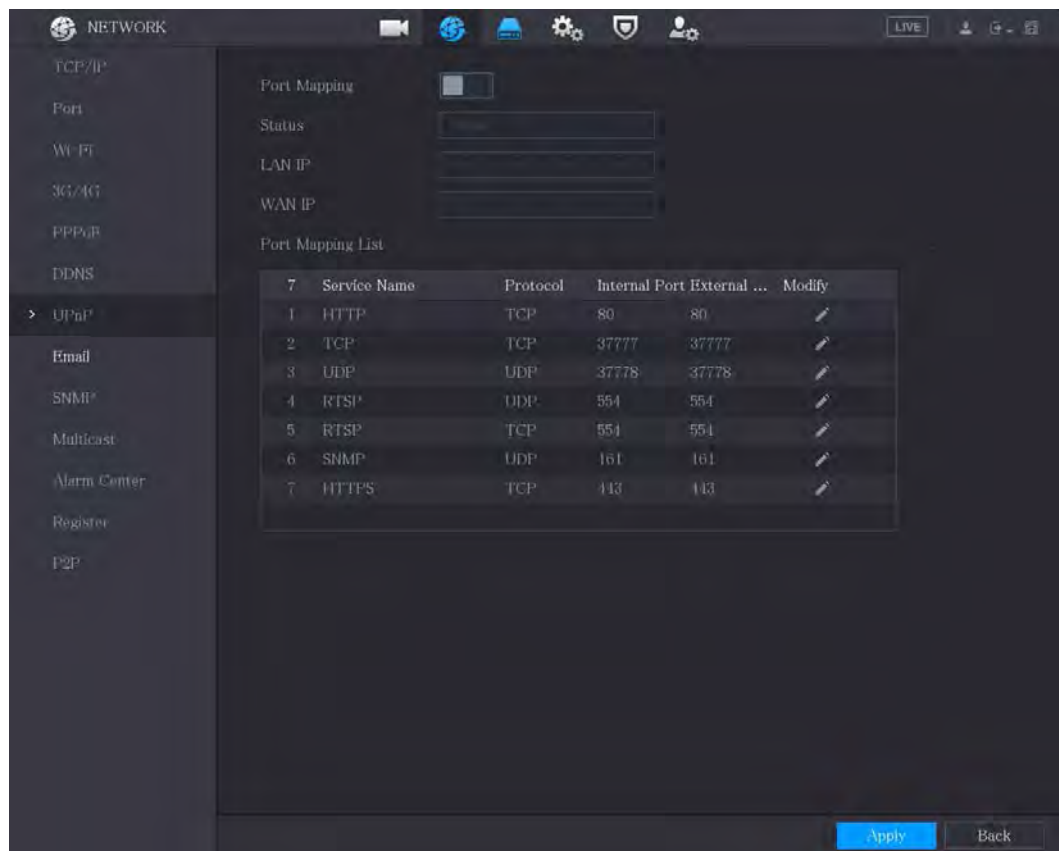 NETWORK
LIVE
TCP/IP
Port
Wi-Fi
3G/4G
PPPoE
DDNS
UPnP
Email
SNMP
Multicast
Alarm Center
Register
P2P
Port Mapping
Status
LAN IP
WAN IP
Port Mapping List
7 Service Name Protocol Internal Port External ... Modify
1 HTTP TCP 80 80
2 TCP TCP 37777 37777
3 UDP UDP 37778 37778
4 RTSP UDP 554 554
5 RTSP TCP 554 554
6 SNMP UDP 161 161
7 HTTPS TCP 443 443
Apply Back